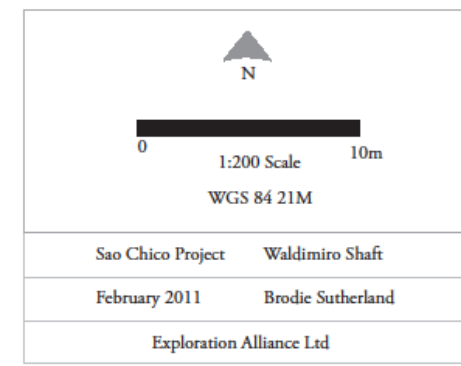 N
0 10m
1:200 Scale
WGS 84 21M
Sao Chico Project Waldimiro Shaft
February 2011 Brodie Sutherland
Exploration Alliance Ltd